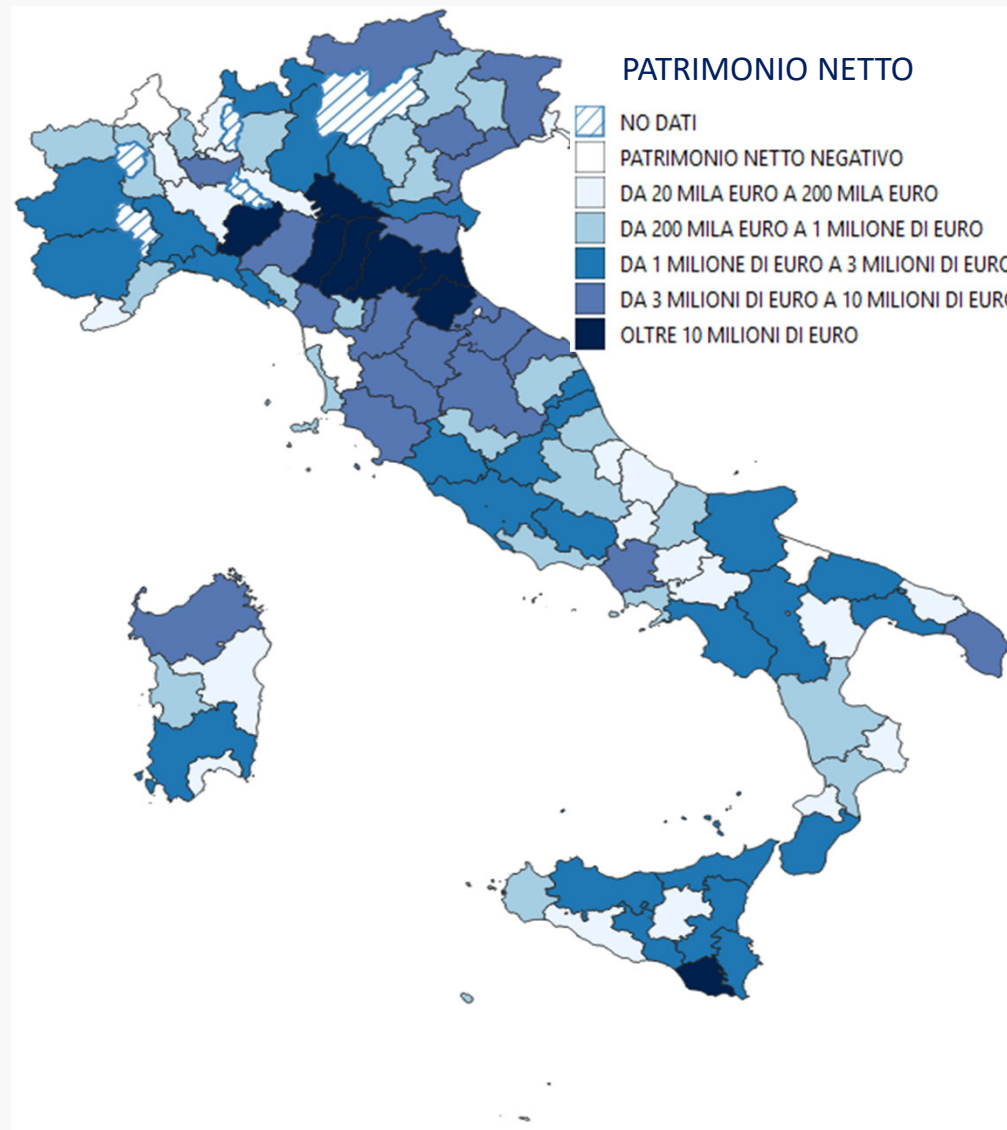 PATRIMONIO NETTO
NO DATI
PATRIMONIO NETTO NEGATIVO
DA 20 MILA EURO A 200 MILA EURO
DA 200 MILA EURO A 1 MILIONE DI EURO
DA 1 MILIONE DI EURO A 3 MILIONI DI EURO
DA 3 MILIONI DI EURO A 10 MILIONI DI EURO
OLTRE 10 MILIONI DI EURO